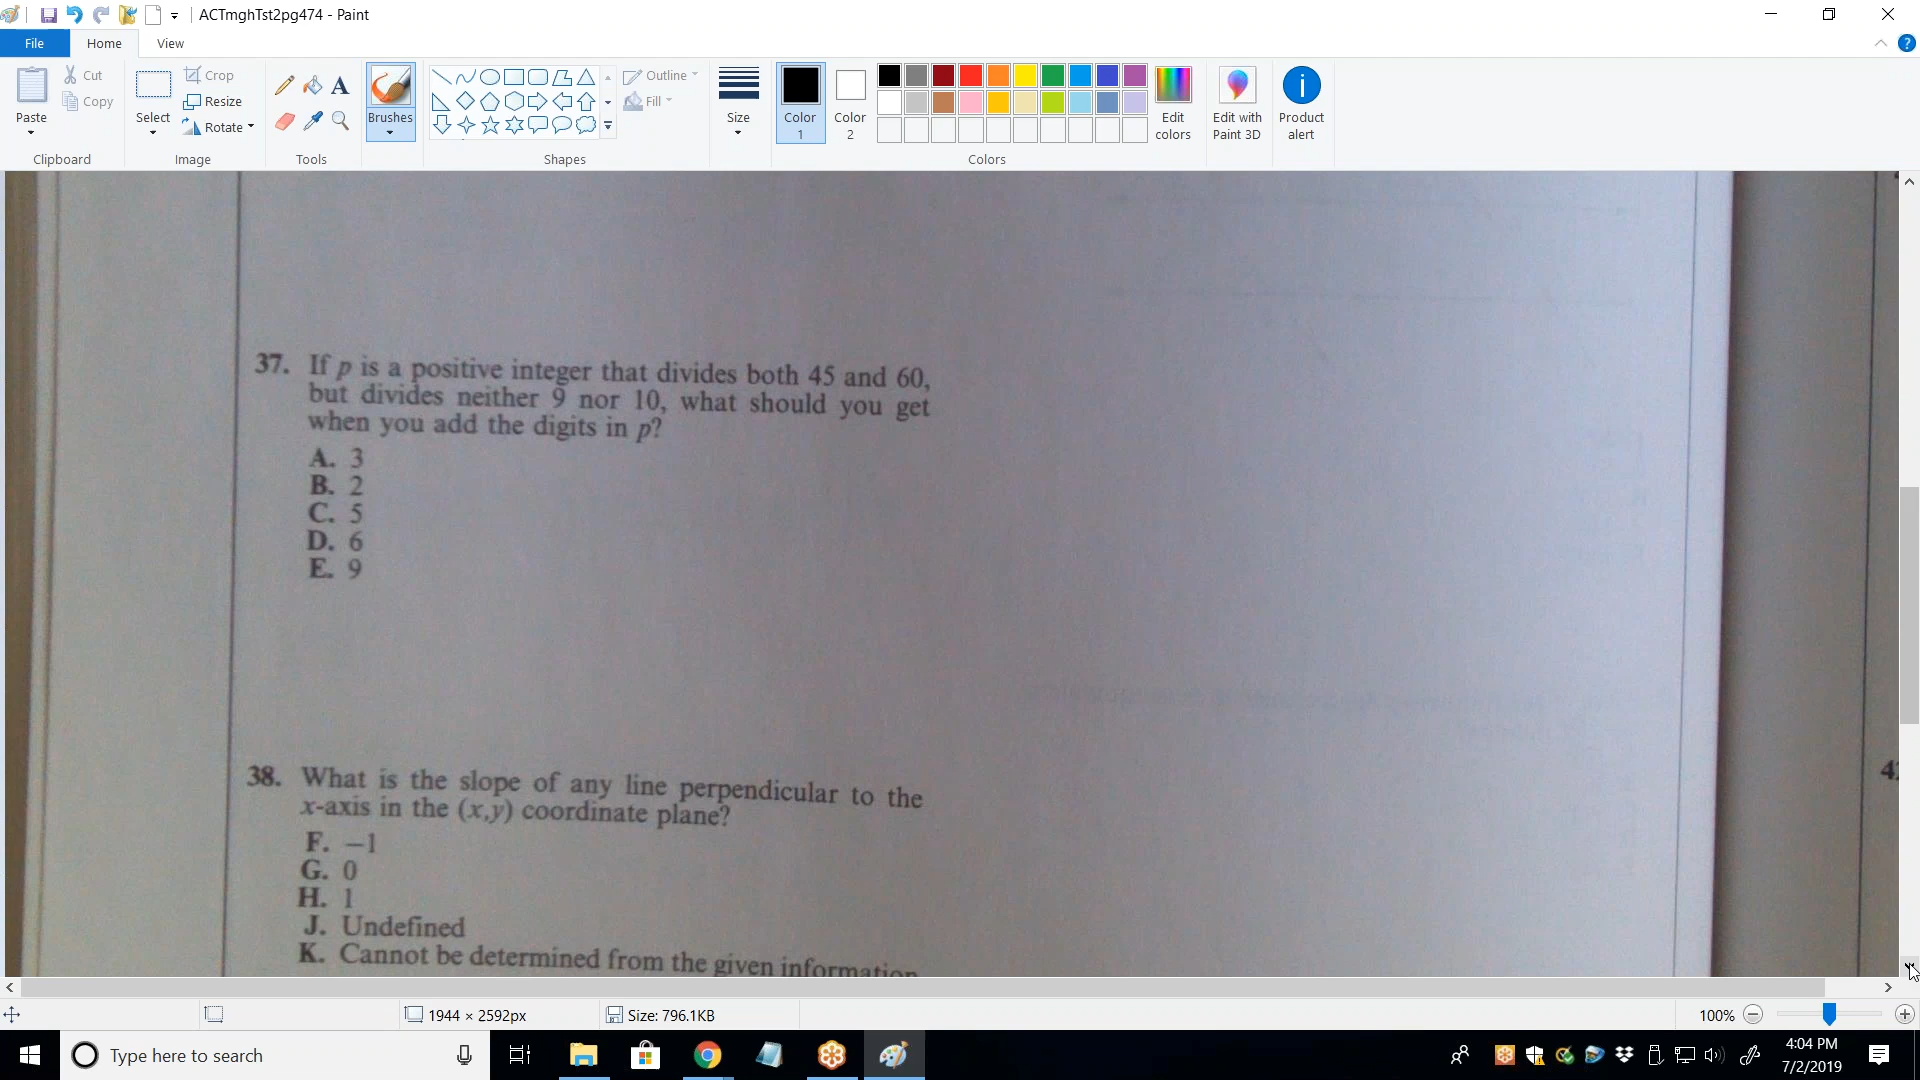 ACTmghTst2pg474 - Paint
File
Home
View
Paste
Cut
Copy
Clipboard
Select
Crop
Resize
Rotate
Image
A
Tools
Brushes
Outline
Fill
Shapes
Size
Color
1
Color
2
Edit
colors
Colors
Edit with
Paint 3D
Product
alert
37. If p is a positive integer that divides both 45 and 60,
but divides neither 9 nor 10, what should you get
when you add the digits in p?
A. 3
B. 2
C. 5
D. 6
E. 9
38. What is the slope of any line perpendicular to the
x-axis in the (x,y) coordinate plane?
F. −1
G. 0
H. 1
J. Undefined
K. Cannot be determined from the given information
1944 × 2592px
Size: 796.1KB
100%
Type here to search
4:04 PM
7/2/2019